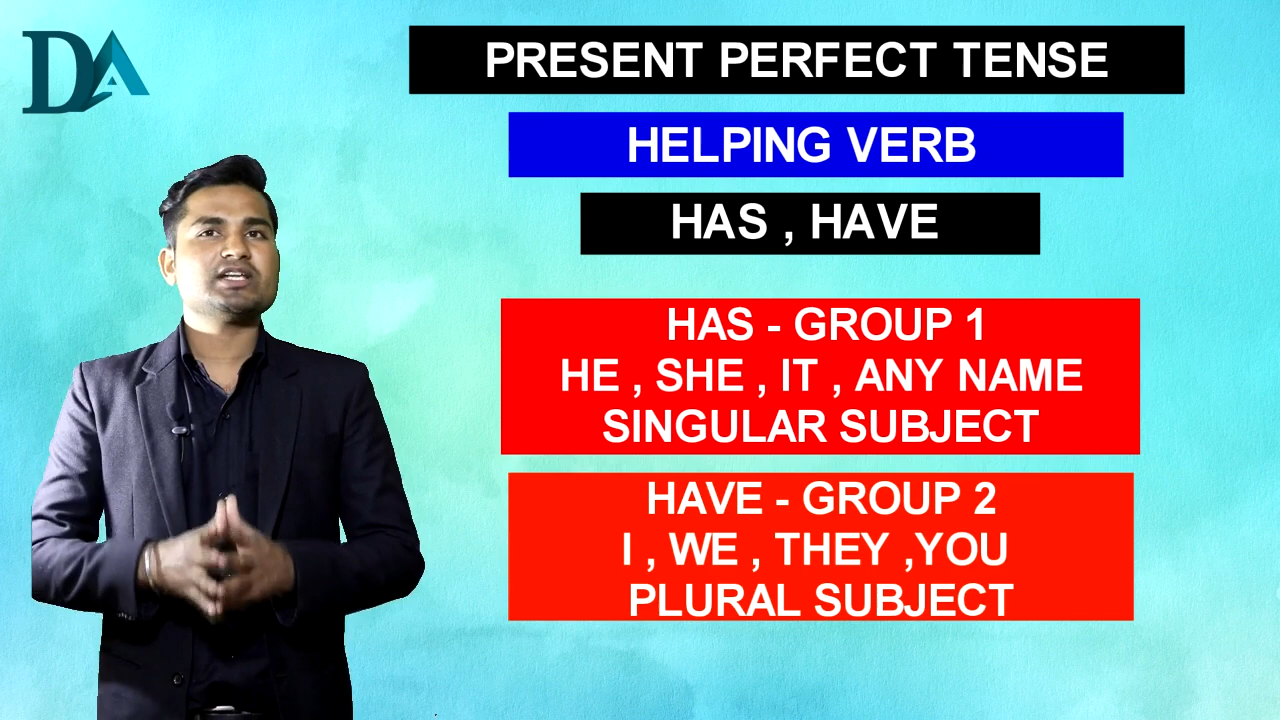 DA
PRESENT PERFECT TENSE
HELPING VERB
HAS , HAVE
HAS - GROUP 1
HE , SHE , IT , ANY NAME
SINGULAR SUBJECT
HAVE - GROUP 2
I , WE , THEY ,YOU
PLURAL SUBJECT